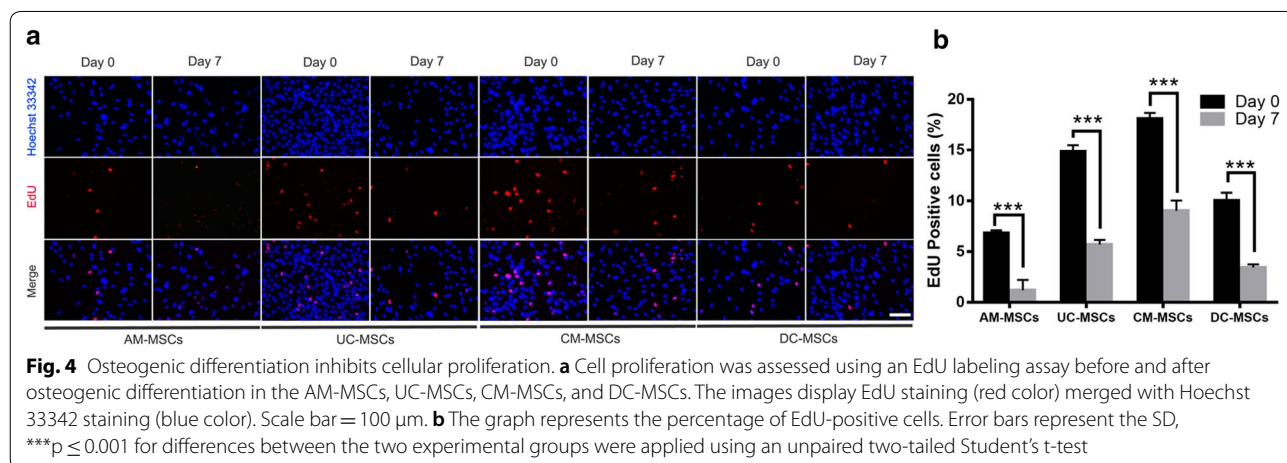 a
Day 0 Day 7 Day 0 Day 7 Day 0 Day 7 Day 0 Day 7
Hoechst 33342
EdU
Merge
AM-MSCs UC-MSCs CM-MSCs DC-MSCs
b
EdU Positive cells (%)
20
15
10
5
0
*** *** *** ***
Day 0
Day 7
AM-MSCs UC-MSCs CM-MSCs DC-MSCs
Fig. 4 Osteogenic differentiation inhibits cellular proliferation. a Cell proliferation was assessed using an EdU labeling assay before and after
osteogenic differentiation in the AM-MSCs, UC-MSCs, CM-MSCs, and DC-MSCs. The images display EdU staining (red color) merged with Hoechst
33342 staining (blue color). Scale bar = 100 μm. b The graph represents the percentage of EdU-positive cells. Error bars represent the SD,
***p ≤ 0.001 for differences between the two experimental groups were applied using an unpaired two-tailed Student’s t-test